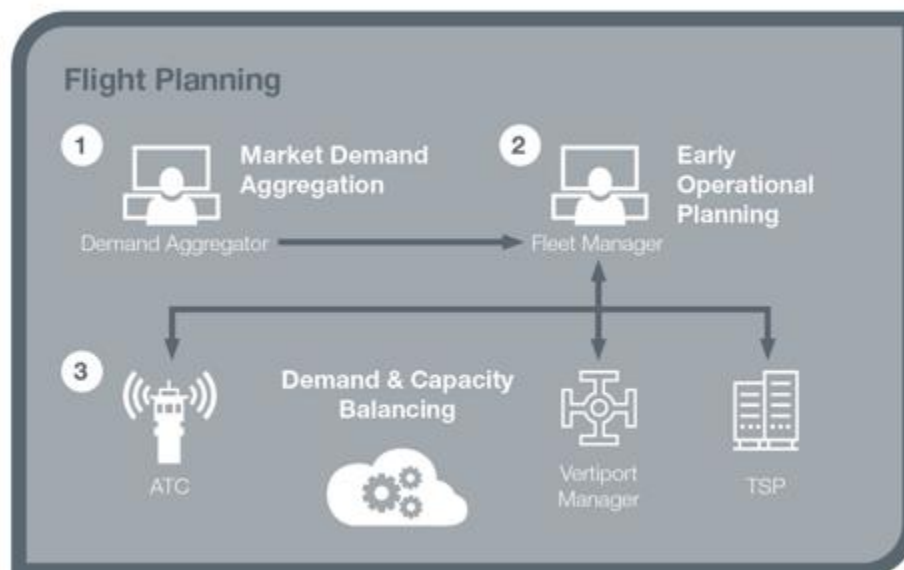 Flight Planning
1
Market Demand
Aggregation
Demand Aggregator
2
Early
Operational
Planning
Fleet Manager
3
ATC
Demand & Capacity
Balancing
Vertiport
Manager
TSP